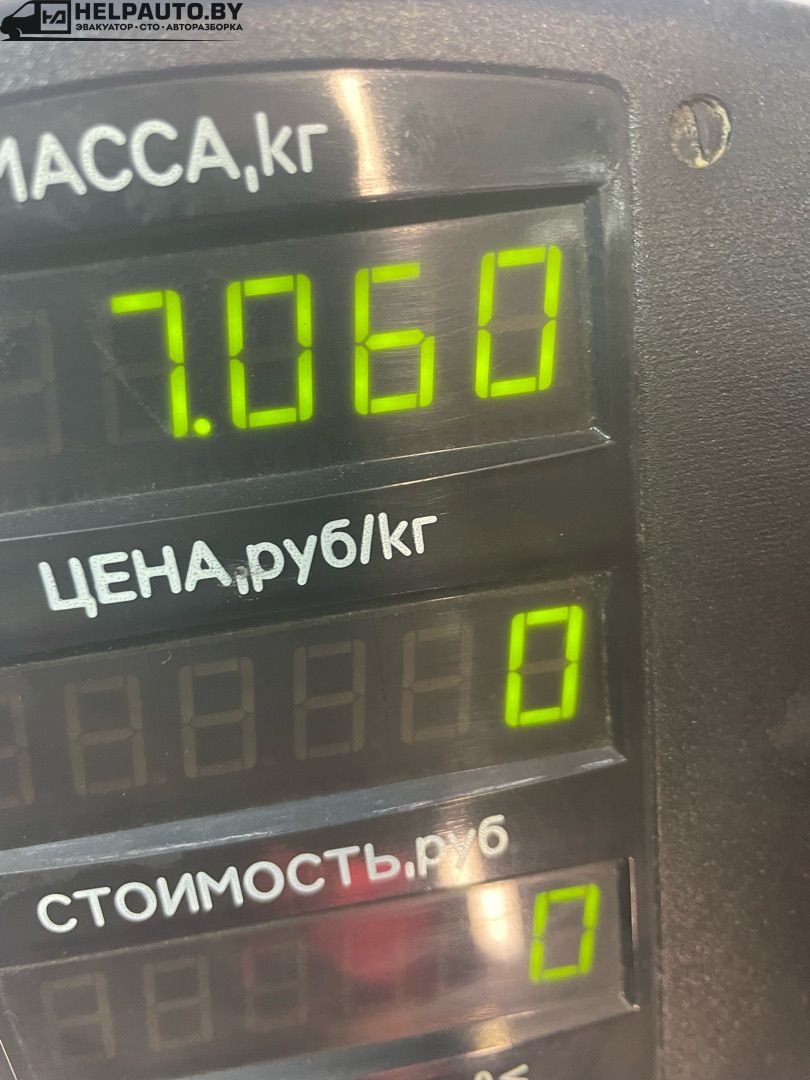 HELPAUTO.BY
ЭВАКУАТОР · СТО · АВТОРАЗБОРКА
МАССА,кг
7.060
ЦЕНА,руб/кг
0
СТОИМОСТЬ,руб
0